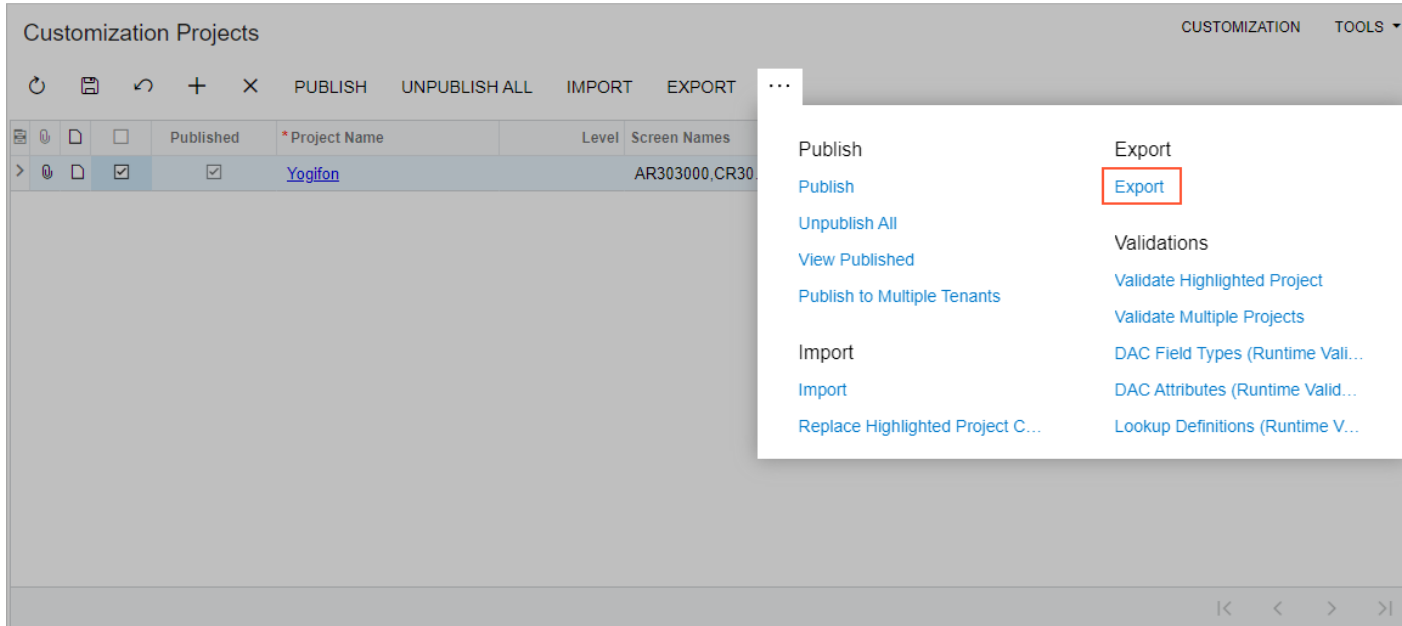 Customization Projects
CUSTOMIZATION TOOLS
PUBLISH UNPUBLISH ALL IMPORT EXPORT ...
Published *Project Name Level Screen Names
Yogifon AR303000,CR30.
Publish
Publish
Unpublish All
View Published
Publish to Multiple Tenants
Import
Import
Replace Highlighted Project C...
Export
Export
Validations
Validate Highlighted Project
Validate Multiple Projects
DAC Field Types (Runtime Vali...
DAC Attributes (Runtime Valid...
Lookup Definitions (Runtime V...